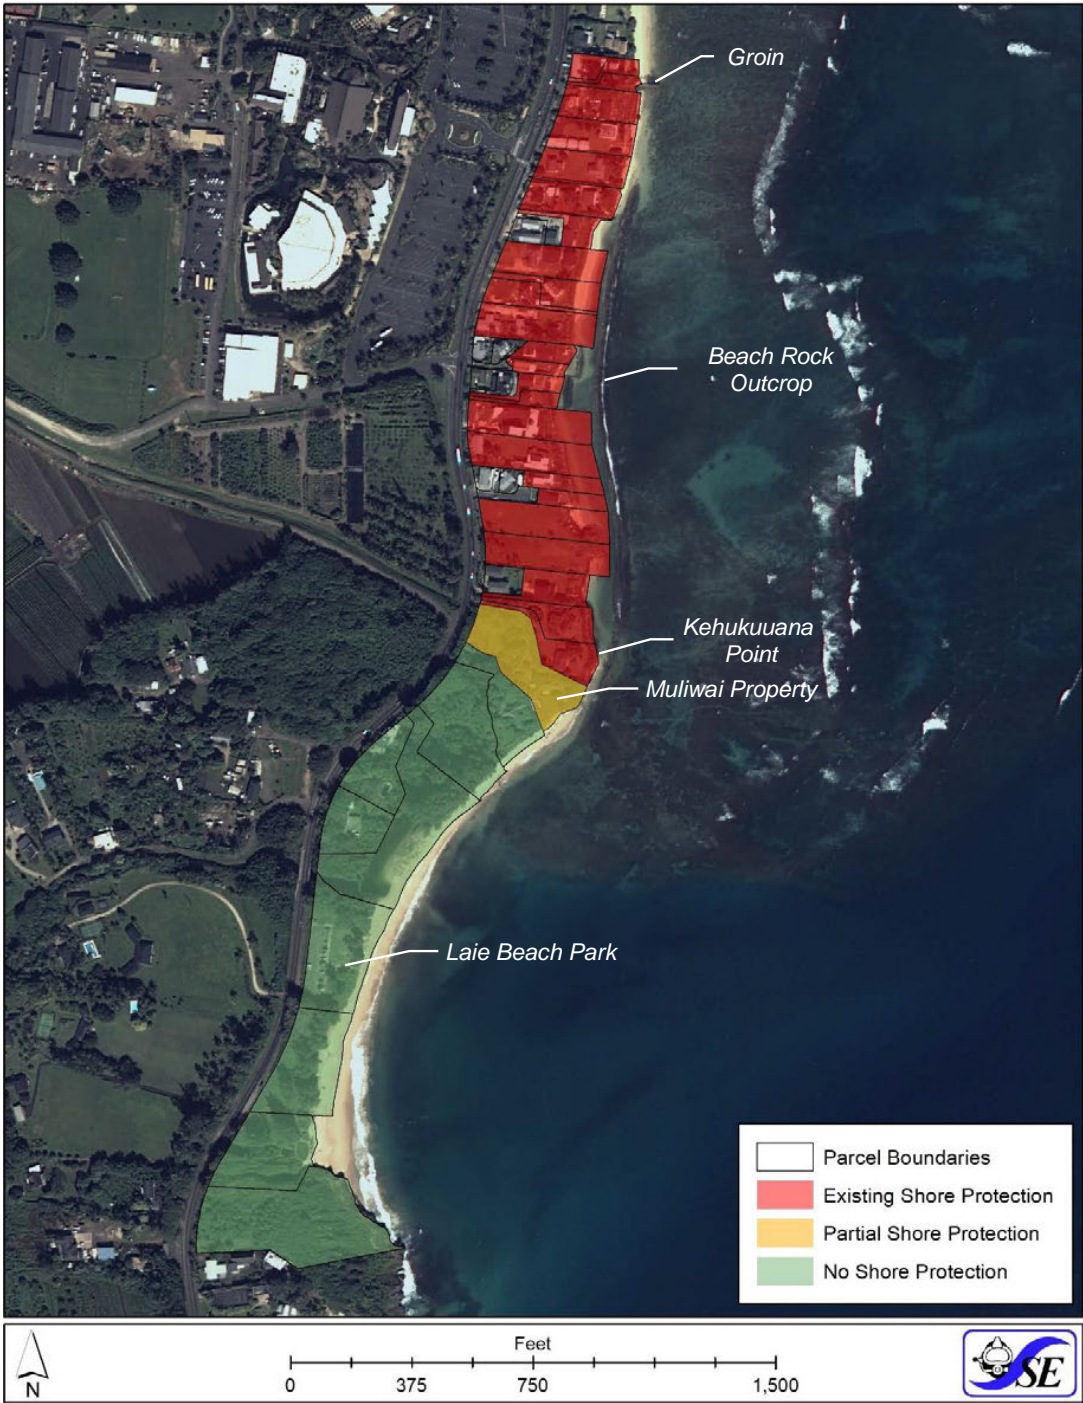 Groin
Beach Rock
Outcrop
Kehukuuana
Point
Muliwai Property
Laie Beach Park
Parcel Boundaries
Existing Shore Protection
Partial Shore Protection
No Shore Protection
N
Feet
0 375 750 1,500
SE